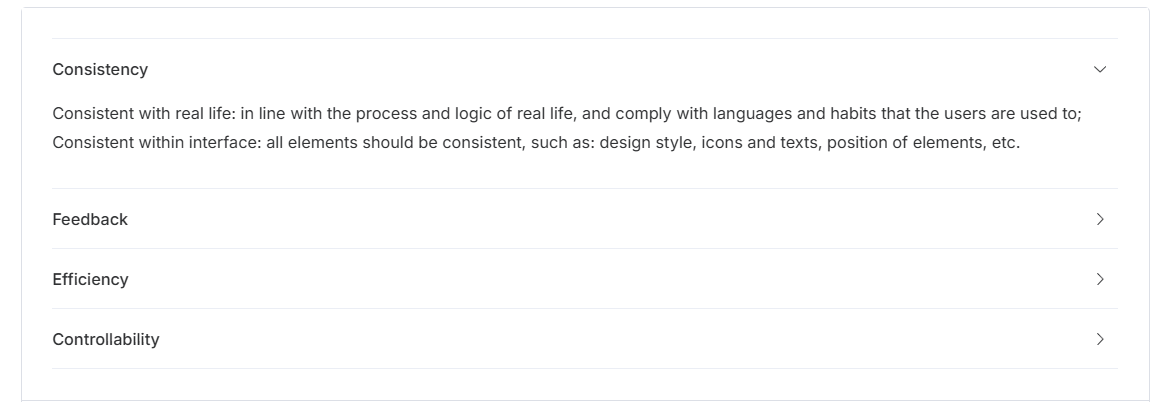 Consistency
Consistent with real life: in line with the process and logic of real life, and comply with languages and habits that the users are used to;
Consistent within interface: all elements should be consistent, such as: design style, icons and texts, position of elements, etc.
Feedback
Efficiency
Controllability